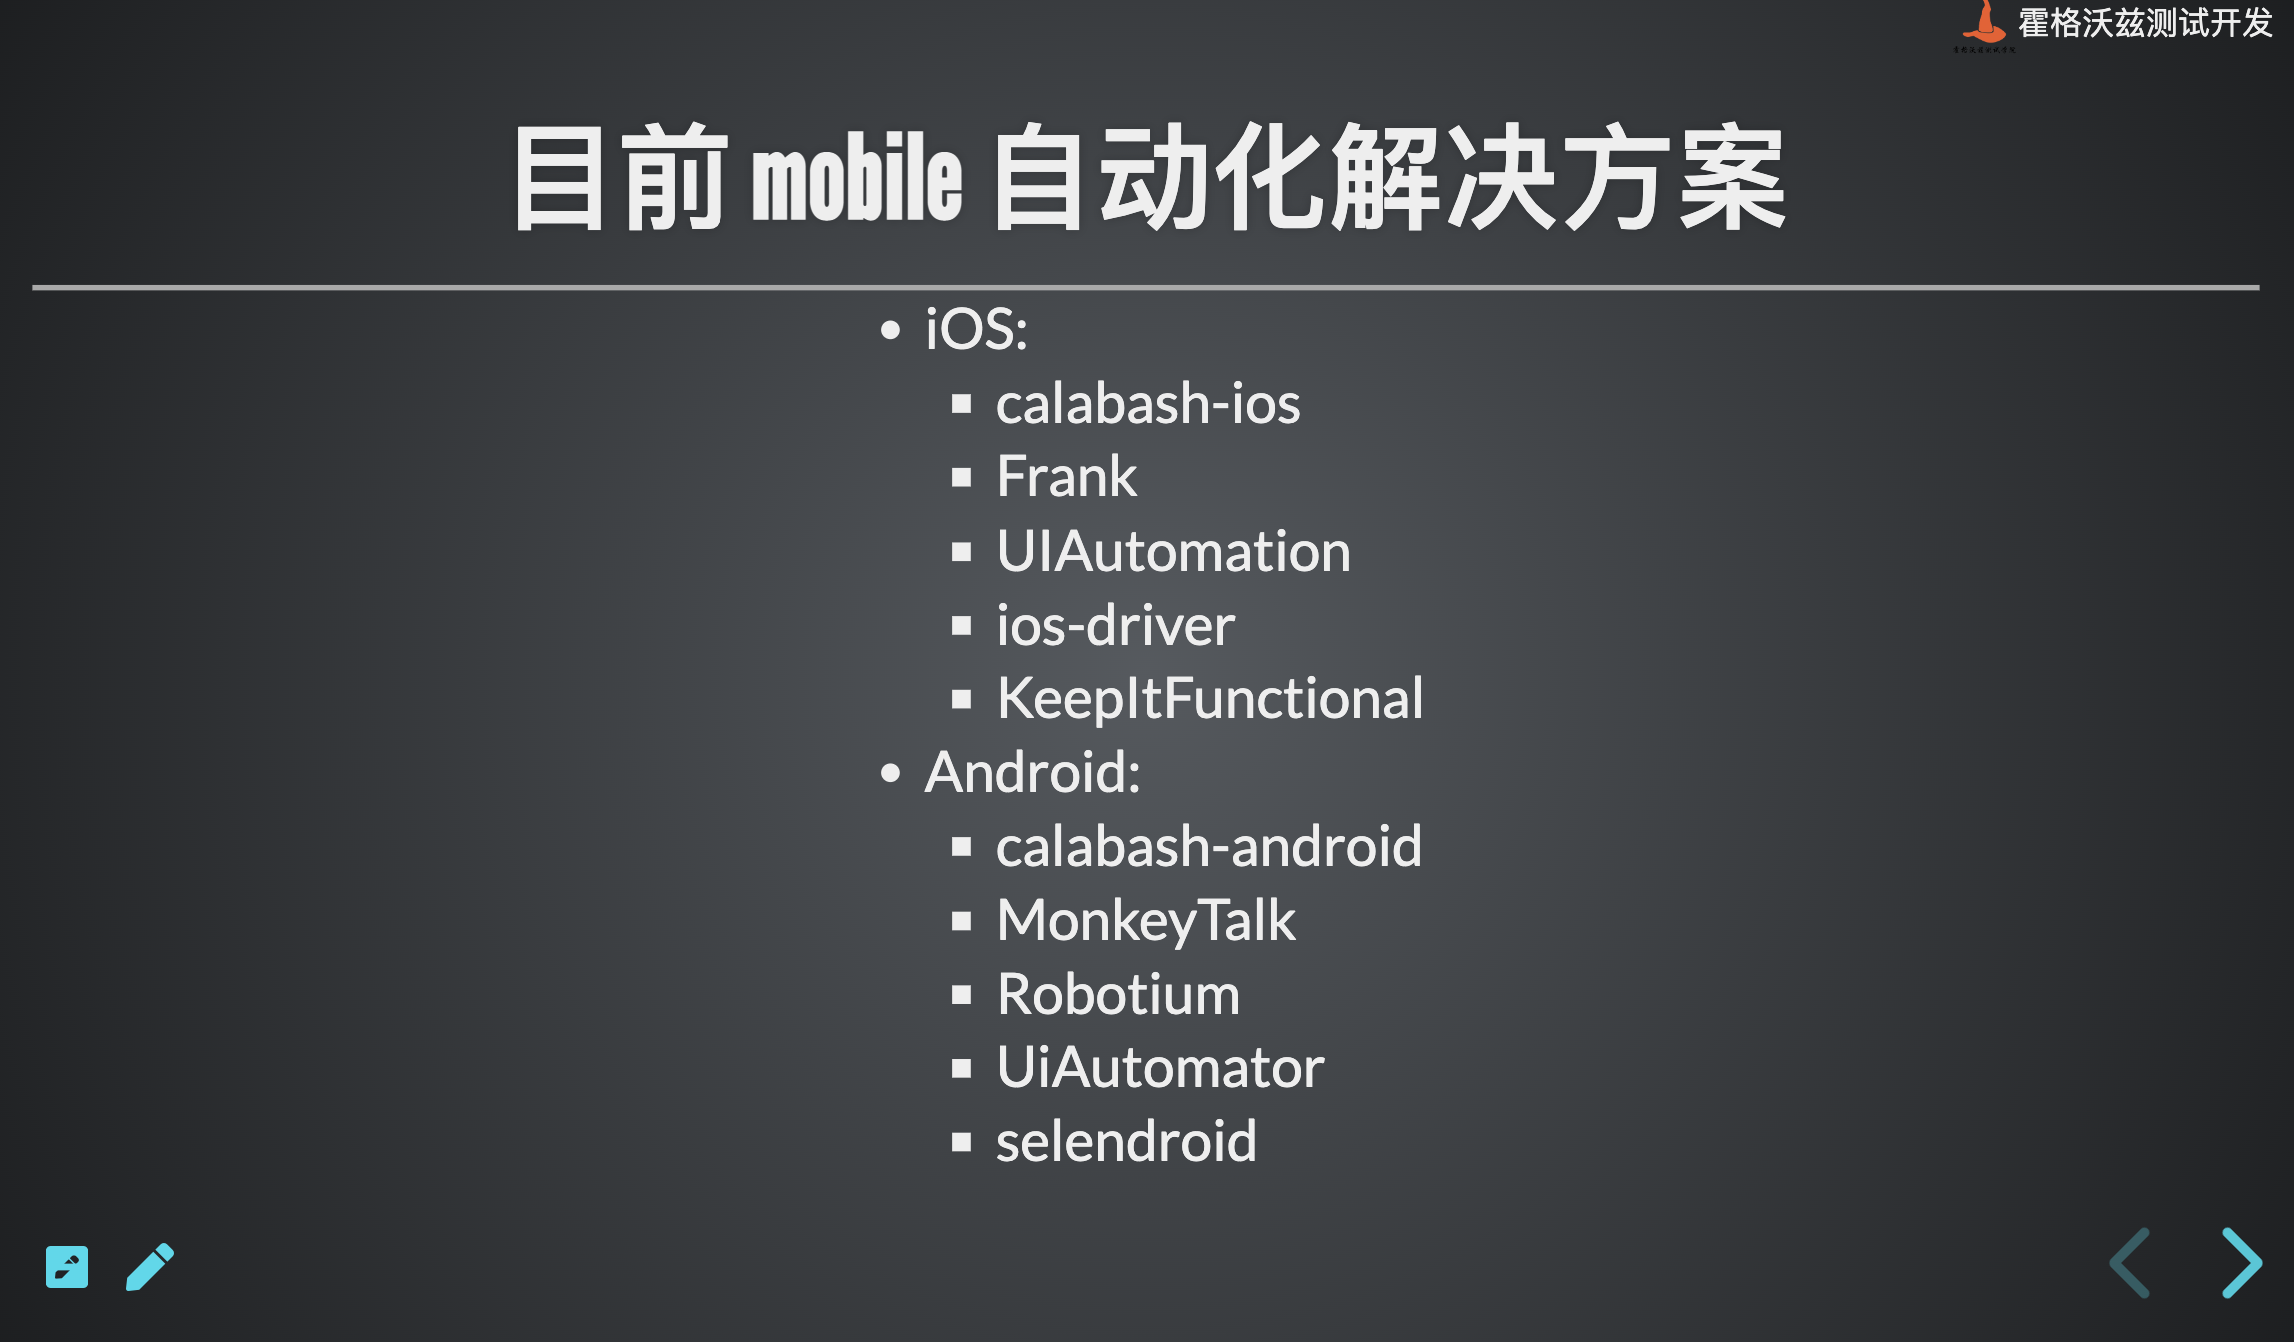 霍格沃兹测试开发
目前 mobile 自动化解决方案
iOS:
calabash-ios
Frank
UIAutomation
ios-driver
KeepItFunctional
Android:
calabash-android
MonkeyTalk
Robotium
UiAutomator
selendroid